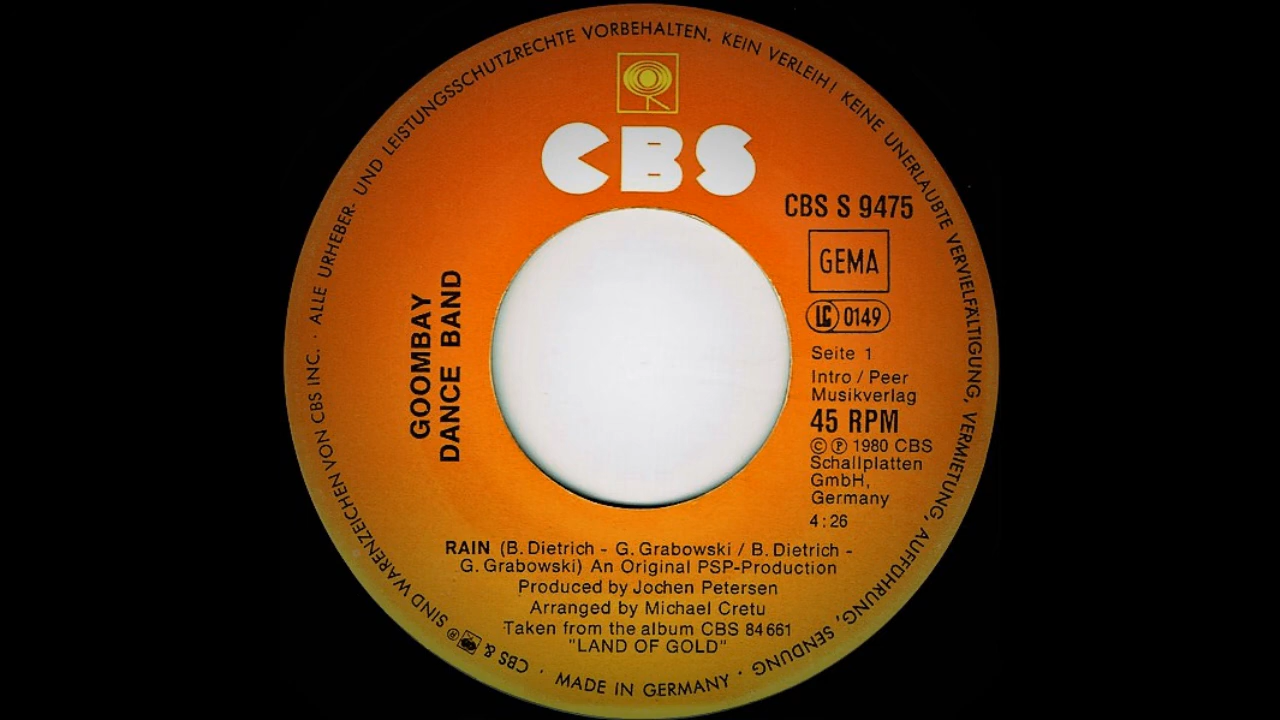 ALLE URHEBER- UND LEISTUNGSSCHUTZRECHTE VORBEHALTEN. KEIN VERLEIH! KEINE UNERLAUBTE VERVIELFÄLTIGUNG, VERMIETUNG, AUFFÜHRUNG, SENDUNG ·
CBS
CBS S 9475
GEMA
LC 0149
GOOMBAY
DANCE BAND
Seite 1
Intro / Peer
Musikverlag
45 RPM
© ℗ 1980 CBS
Schallplatten
GmbH,
Germany
4:26
RAIN (B. Dietrich - G. Grabowski / B. Dietrich -
G. Grabowski) An Original PSP-Production
Produced by Jochen Petersen
Arranged by Michael Cretu
Taken from the album CBS 84661
"LAND OF GOLD"
· MADE IN GERMANY ·
CBS & ® SIND WARENZEICHEN VON CBS INC. ·